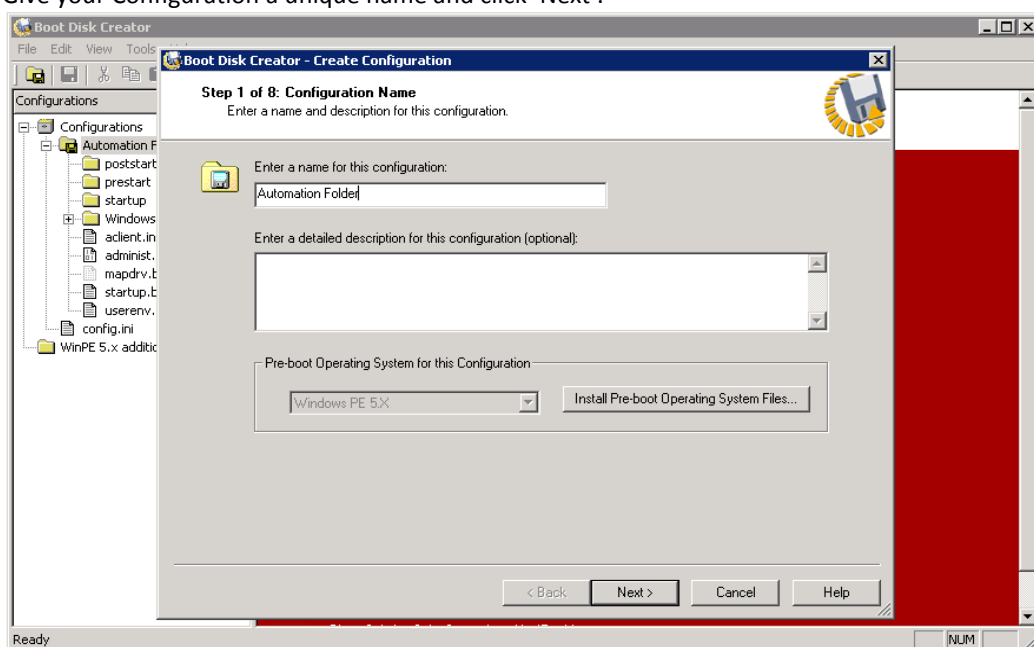 Give your Configuration a unique name and click 'Next'.
Boot Disk Creator
File Edit View Tools
Boot Disk Creator - Create Configuration
Configurations
Step 1 of 8: Configuration Name
Enter a name and description for this configuration.
Configurations
Automation F
poststart
prestart
startup
Windows
aclient.in
administ.
mapdrv.b
startup.b
userenv.
config.ini
WinPE 5.x additic
Enter a name for this configuration:
Automation Folder
Enter a detailed description for this configuration (optional):
Pre-boot Operating System for this Configuration
Windows PE 5.X
Install Pre-boot Operating System Files...
< Back Next > Cancel Help
Ready NUM